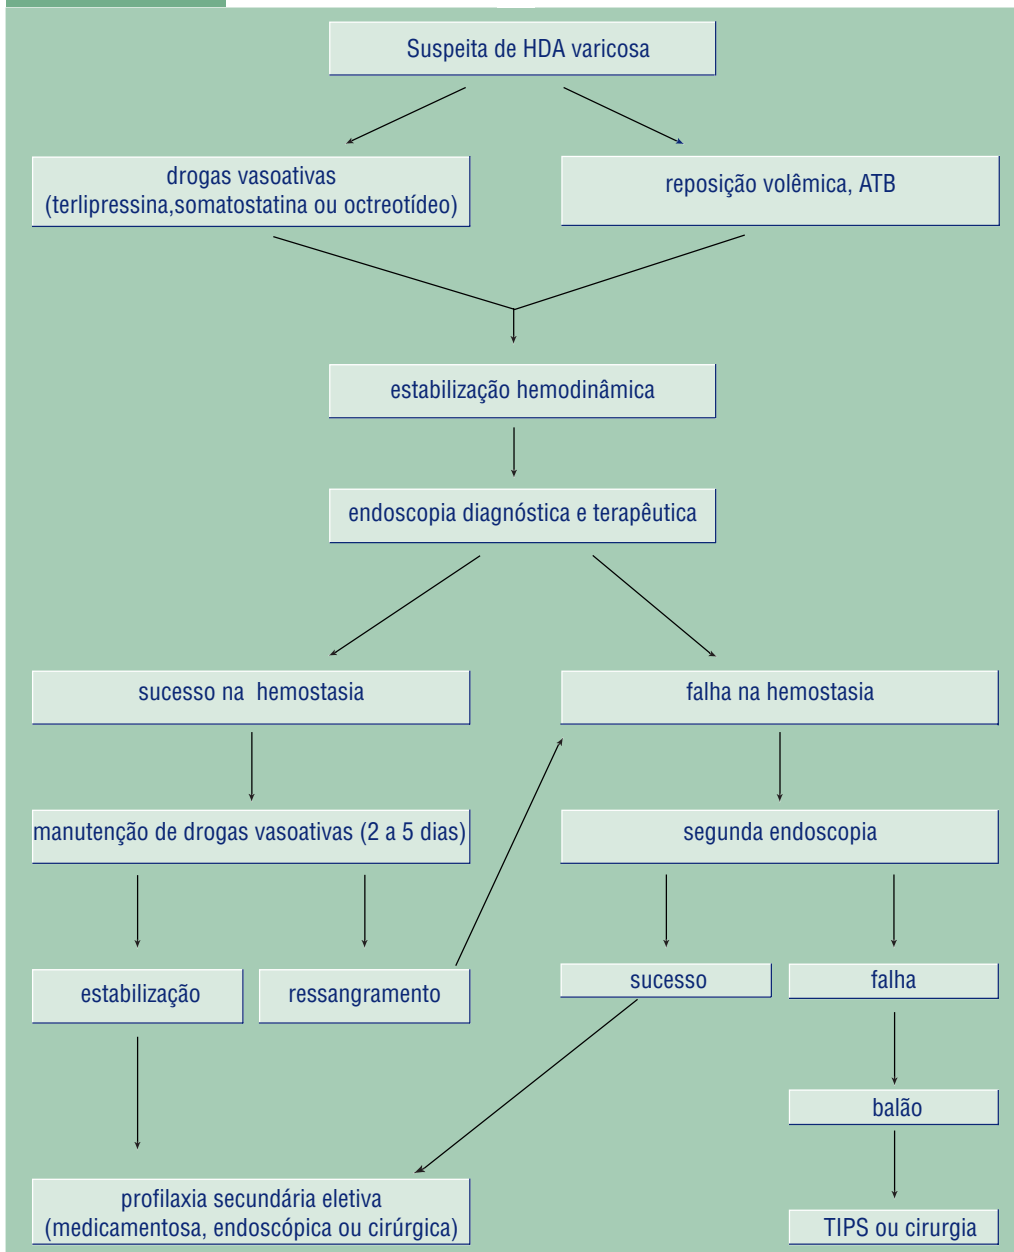 Suspeita de HDA varicosa
drogas vasoativas
(terlipressina,somatostatina ou octreotídeo)
reposição volêmica, ATB
estabilização hemodinâmica
endoscopia diagnóstica e terapêutica
sucesso na hemostasia
falha na hemostasia
manutenção de drogas vasoativas (2 a 5 dias)
segunda endoscopia
estabilização
ressangramento
sucesso
falha
balão
profilaxia secundária eletiva
(medicamentosa, endoscópica ou cirúrgica)
TIPS ou cirurgia